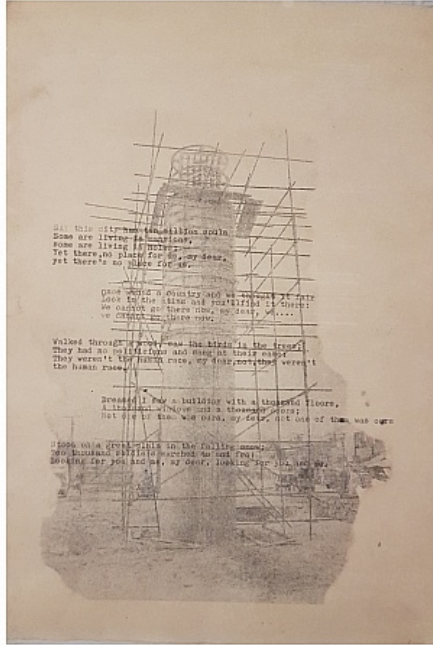 Say this city has ten million souls
Some are living in mansions,
some are living in holes;
Yet there,no place for us, my dear,
yet there's no place for us.
Once we had a country and we thought it fair
Look in the atlas and you'll find it there:
We cannot go there now, my dear, we....
we cannot go there now.
Walked through a wood, saw the birds in the trees;
They had no politicians and sang at their ease:
They weren't the human race, my dear,not,they weren't
the human race.
Dreamed I saw a building with a thousand floors,
A thousand windows and a thousand doors;
Not one of them was ours, my dear, not one of them was ours
Stood on a great plain in the falling snow;
Ten thousand soldiers marched to and fro:
Looking for you and me, my dear, looking for you and me.